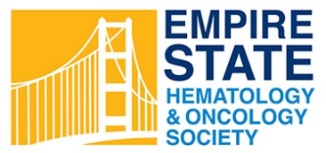 EMPIRE
STATE
HEMATOLOGY
& ONCOLOGY
SOCIETY